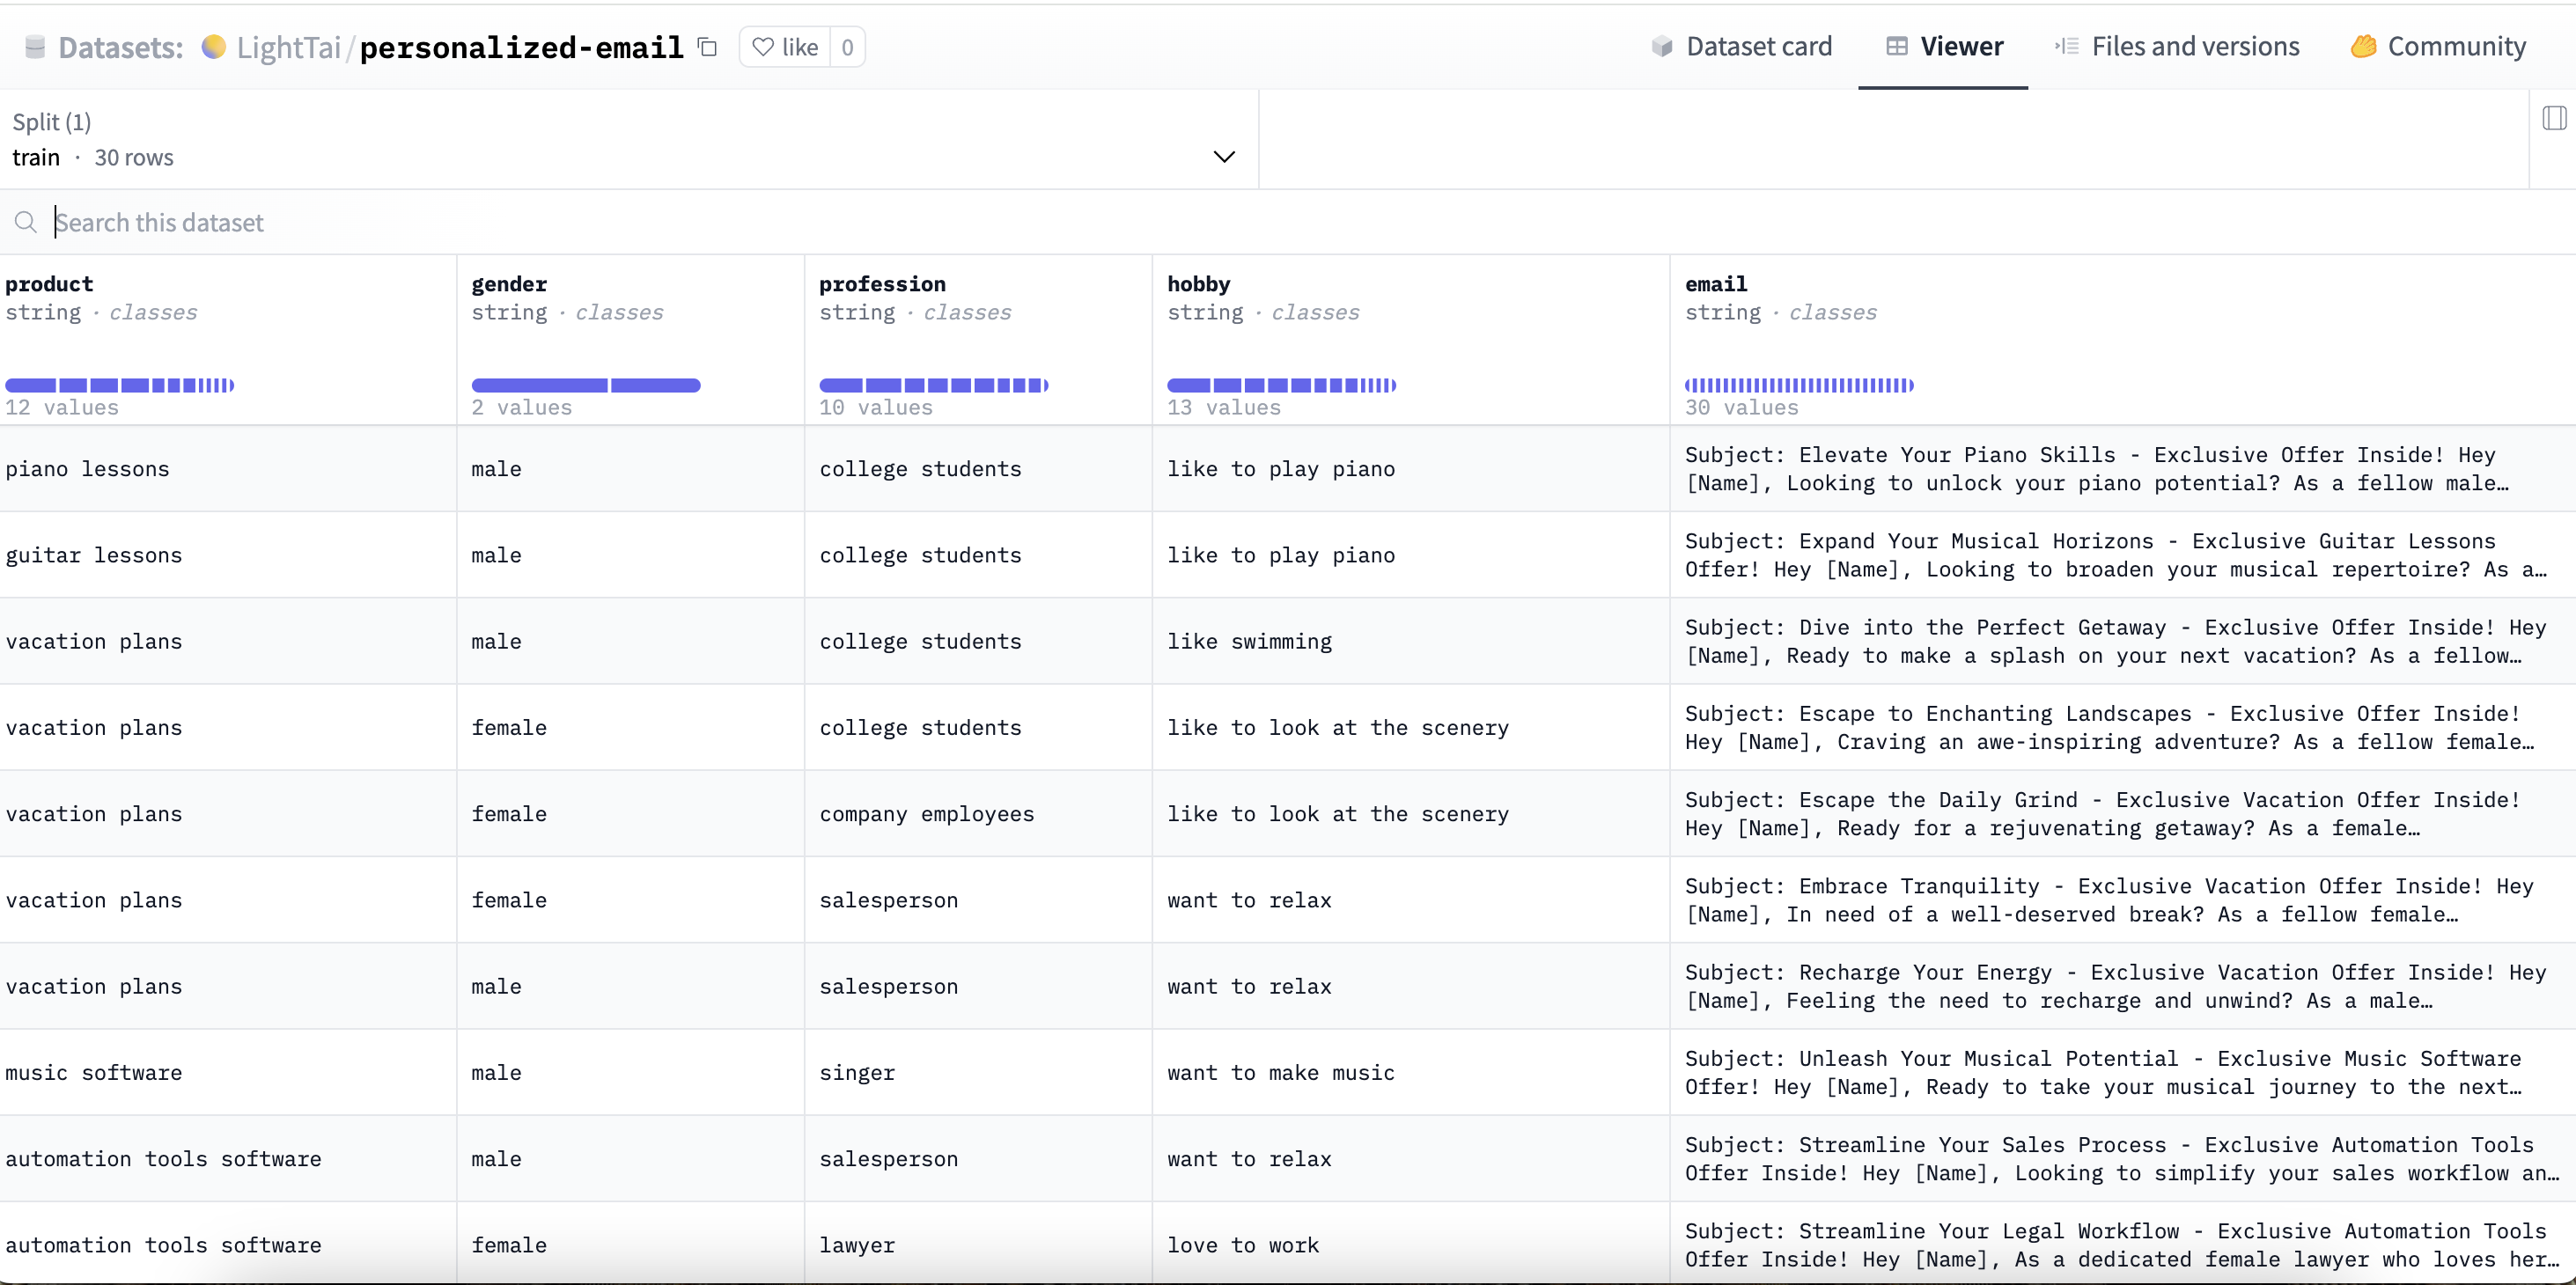 Datasets: LightTai/personalized-email like 0 Dataset card Viewer Files and versions Community
Split (1)
train · 30 rows
Search this dataset
product gender profession hobby email
string · classes string · classes string · classes string · classes string · classes
12 values 2 values 10 values 13 values 30 values
piano lessons male college students like to play piano Subject: Elevate Your Piano Skills - Exclusive Offer Inside! Hey
[Name], Looking to unlock your piano potential? As a fellow male…
guitar lessons male college students like to play piano Subject: Expand Your Musical Horizons - Exclusive Guitar Lessons
Offer! Hey [Name], Looking to broaden your musical repertoire? As a…
vacation plans male college students like swimming Subject: Dive into the Perfect Getaway - Exclusive Offer Inside! Hey
[Name], Ready to make a splash on your next vacation? As a fellow…
vacation plans female college students like to look at the scenery Subject: Escape to Enchanting Landscapes - Exclusive Offer Inside!
Hey [Name], Craving an awe-inspiring adventure? As a fellow female…
vacation plans female company employees like to look at the scenery Subject: Escape the Daily Grind - Exclusive Vacation Offer Inside!
Hey [Name], Ready for a rejuvenating getaway? As a female…
vacation plans female salesperson want to relax Subject: Embrace Tranquility - Exclusive Vacation Offer Inside! Hey
[Name], In need of a well-deserved break? As a fellow female…
vacation plans male salesperson want to relax Subject: Recharge Your Energy - Exclusive Vacation Offer Inside! Hey
[Name], Feeling the need to recharge and unwind? As a male…
music software male singer want to make music Subject: Unleash Your Musical Potential - Exclusive Music Software
Offer! Hey [Name], Ready to take your musical journey to the next…
automation tools software male salesperson want to relax Subject: Streamline Your Sales Process - Exclusive Automation Tools
Offer Inside! Hey [Name], Looking to simplify your sales workflow an…
automation tools software female lawyer love to work Subject: Streamline Your Legal Workflow - Exclusive Automation Tools
Offer Inside! Hey [Name], As a dedicated female lawyer who loves her…